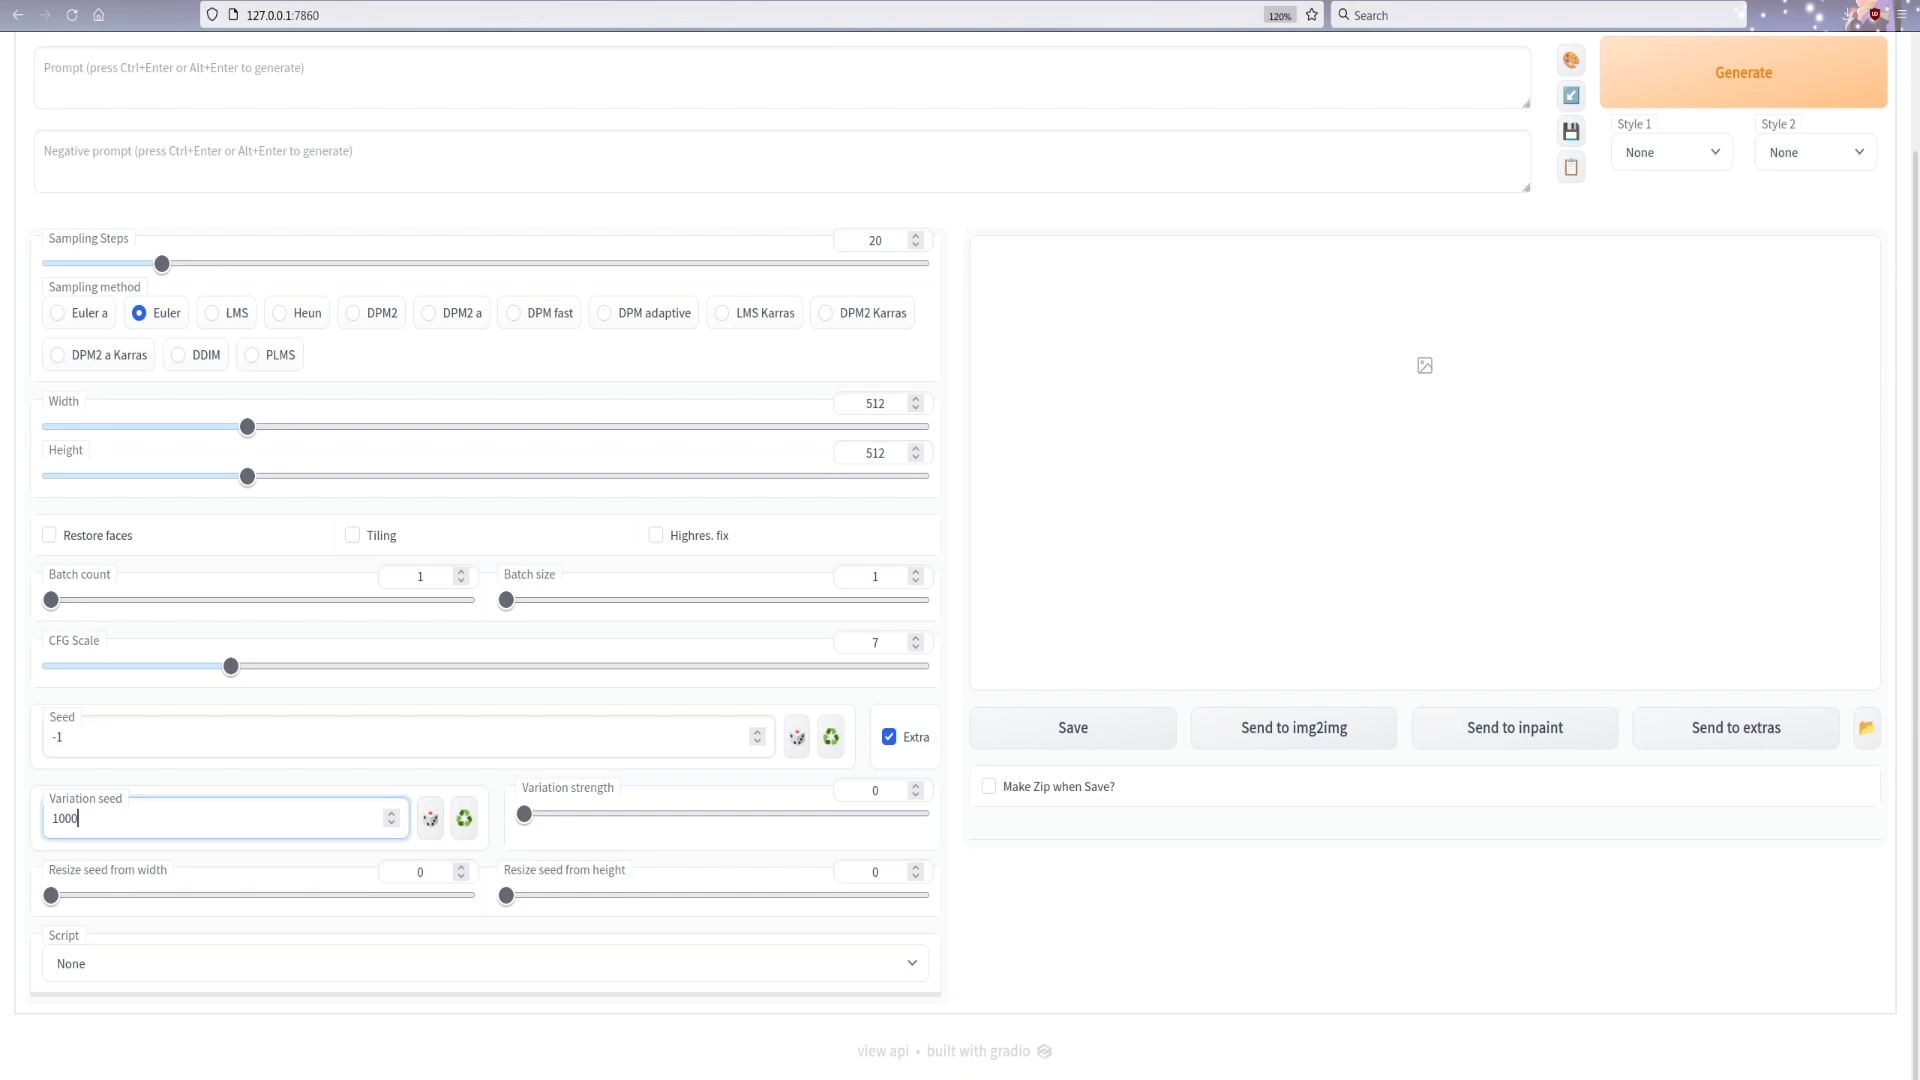 127.0.0.1:7860
120%
Search
Prompt (press Ctrl+Enter or Alt+Enter to generate)
Generate
Negative prompt (press Ctrl+Enter or Alt+Enter to generate)
Style 1
Style 2
None
None
Sampling Steps
20
Sampling method
Euler a
Euler
LMS
Heun
DPM2
DPM2 a
DPM fast
DPM adaptive
LMS Karras
DPM2 Karras
DPM2 a Karras
DDIM
PLMS
Width
512
Height
512
Restore faces
Tiling
Highres. fix
Batch count
1
Batch size
1
CFG Scale
7
Seed
-1
Extra
Save
Send to img2img
Send to inpaint
Send to extras
Make Zip when Save?
Variation seed
1000
Variation strength
0
Resize seed from width
0
Resize seed from height
0
Script
None
view api • built with gradio